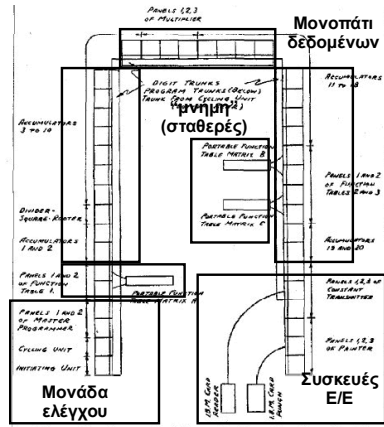 PANELS 1, 2, 3
OF MULTIPLIER
Μονοπάτι
δεδομένων
DIGIT TRUNKS
PROGRAM TRUNKS (BELOW)
TRUNK FROM CYCLING UNIT
“μνήμη”
(σταθερές)
ACCUMULATORS
11 TO 18
ACCUMULATORS
3 TO 10
PORTABLE FUNCTION
TABLE MATRIX B
PANELS 1 AND 2
OF FUNCTION
TABLES 2 AND 3
DIVIDER-
SQUARE-ROOTER
PORTABLE FUNCTION
TABLE MATRIX C
ACCUMULATORS
1 AND 2
ACCUMULATORS
19 AND 20
PANELS 1 AND 2
OF FUNCTION
TABLE 1
PORTABLE FUNCTION
TABLE MATRIX A
PANELS 1, 2, 3 OF
CONSTANT
TRANSMITTER
PANELS 1 AND 2
OF MASTER
PROGRAMMER
CYCLING UNIT
INITIATING UNIT
PANELS 1, 2, 3
OF PRINTER
Μονάδα
ελέγχου
I.B.M. CARD
READER
I.B.M. CARD
PUNCH
Συσκευές
Ε/Ε